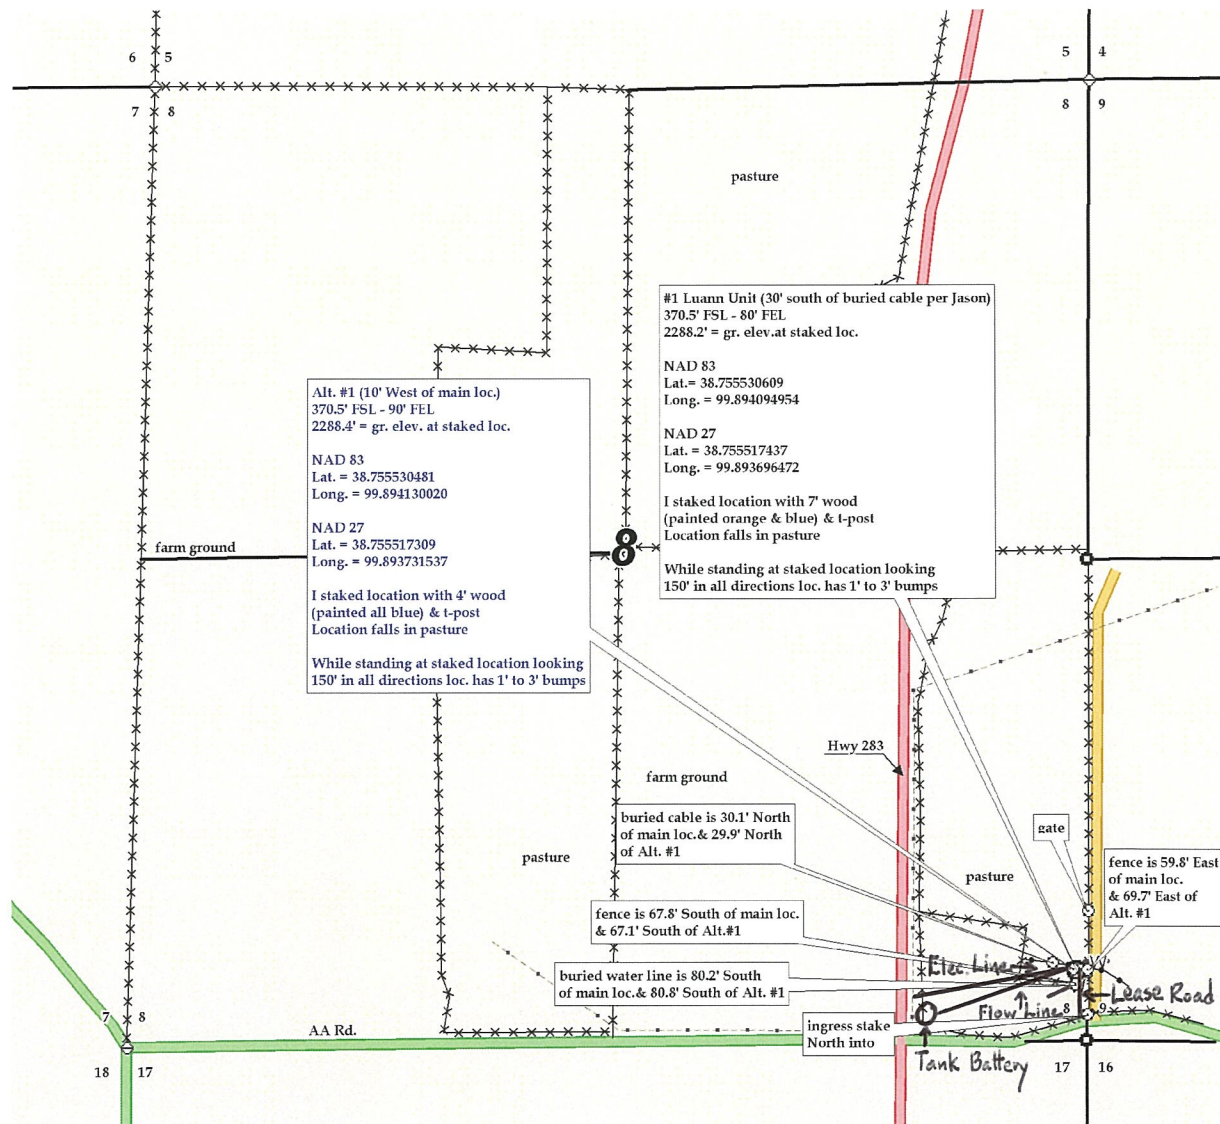 6 5
5 4
7 8
8 9
pasture
#1 Luann Unit (30' south of buried cable per Jason)
370.5' FSL - 80' FEL
2288.2' = gr. elev.at staked loc.
NAD 83
Lat.= 38.755530609
Long. = 99.894094954
NAD 27
Lat. = 38.755517437
Long. = 99.893696472
I staked location with 7' wood
(painted orange & blue) & t-post
Location falls in pasture
While standing at staked location looking
150' in all directions loc. has 1' to 3' bumps
Alt. #1 (10' West of main loc.)
370.5' FSL - 90' FEL
2288.4' = gr. elev. at staked loc.
NAD 83
Lat. = 38.755530481
Long. = 99.894130020
NAD 27
Lat. = 38.755517309
Long. = 99.893731537
I staked location with 4' wood
(painted all blue) & t-post
Location falls in pasture
While standing at staked location looking
150' in all directions loc. has 1' to 3' bumps
farm ground
8
Hwy 283
farm ground
buried cable is 30.1' North
of main loc.& 29.9' North
of Alt. #1
gate
pasture
pasture
fence is 59.8' East
of main loc.
& 69.7' East of
Alt. #1
fence is 67.8' South of main loc.
& 67.1' South of Alt.#1
buried water line is 80.2' South
of main loc.& 80.8' South of Alt. #1
Elec. Line
Lease Road
Flow Line
7 8
8 9
AA Rd.
ingress stake
North into
Tank Battery
18 17
17 16